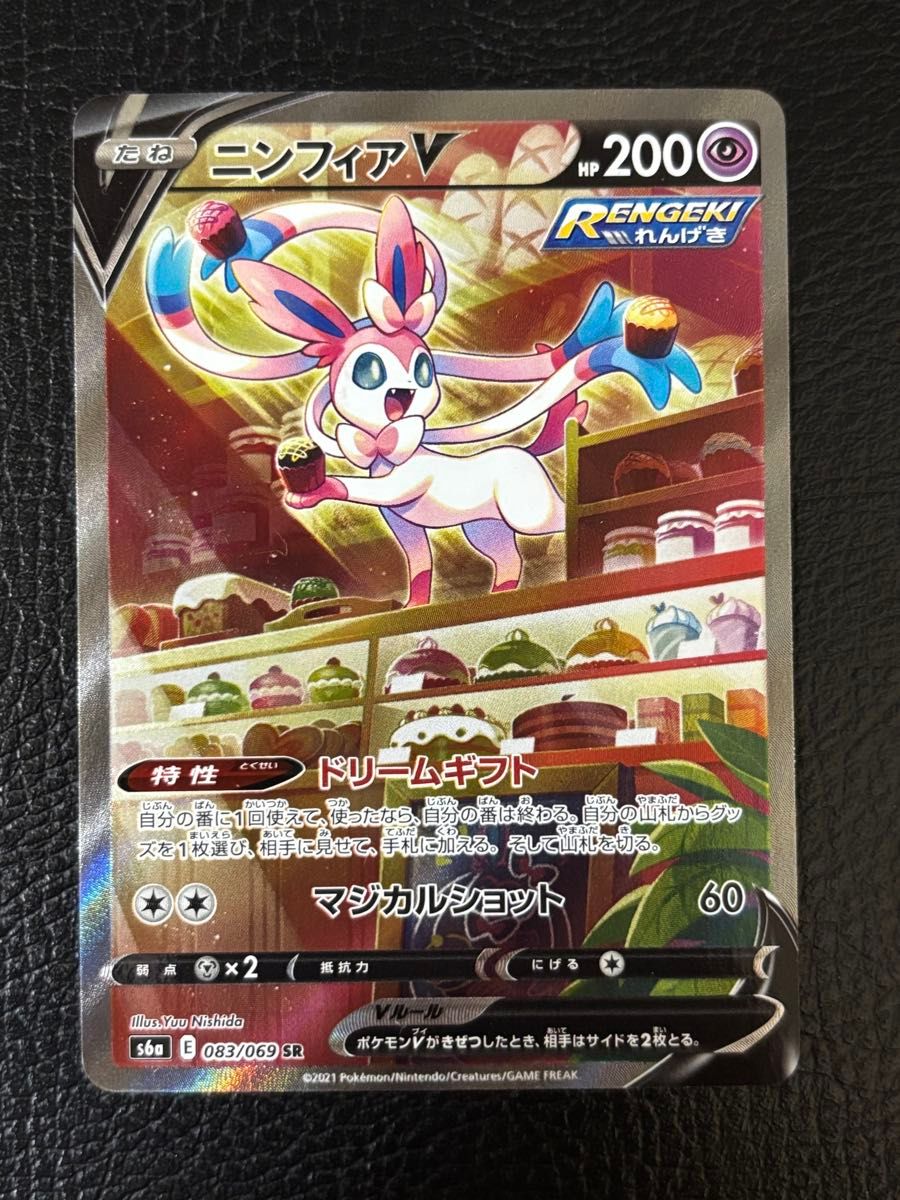 たね ニンフィアV HP200
RENGEKI
れんげき
特性 とくせい ドリームギフト
自分の番に1回使えて、使ったなら、自分の番は終わる。自分の山札からグッ
ズを1枚選び、相手に見せて、手札に加える。そして山札を切る。
マジカルショット 60
弱点 ×2 抵抗力 にげる
Vルール
ポケモンVがきぜつしたとき、相手はサイドを2枚とる。
Illus.Yuu Nishida
s6a E 083/069 SR
©2021 Pokémon/Nintendo/Creatures/GAME FREAK.